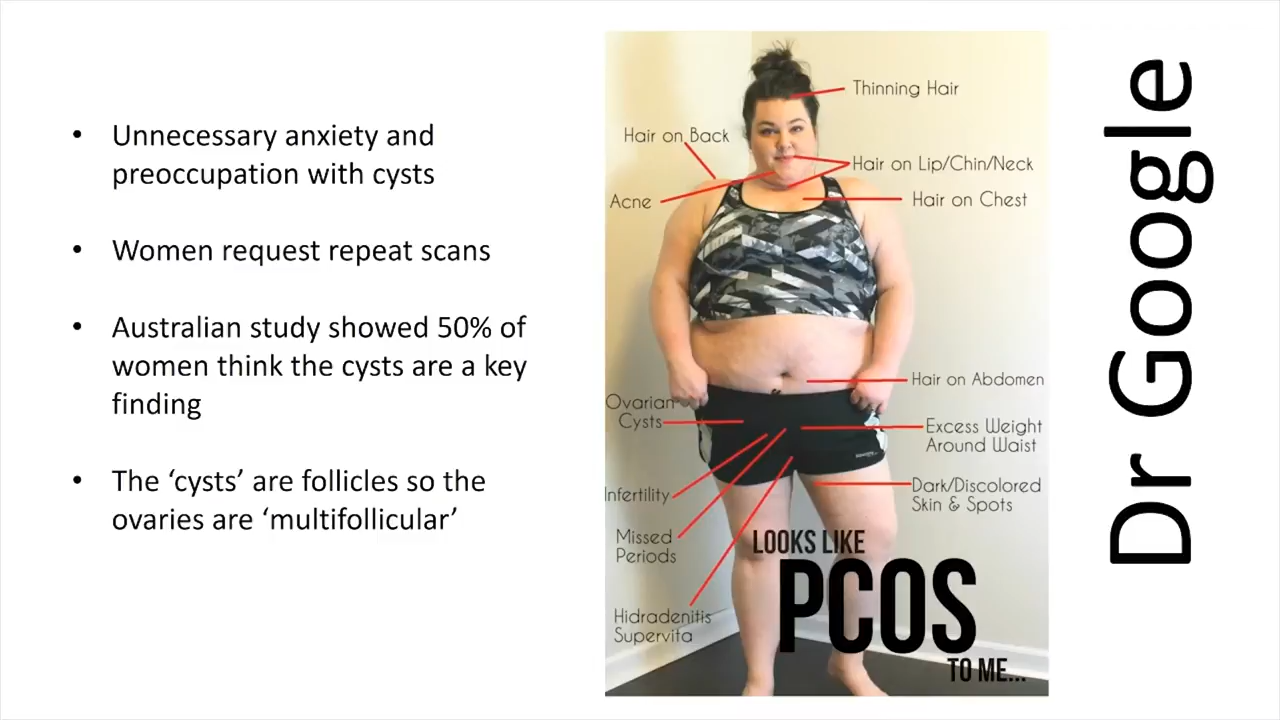 • Unnecessary anxiety and
preoccupation with cysts
• Women request repeat scans
• Australian study showed 50% of
women think the cysts are a key
finding
• The ‘cysts’ are follicles so the
ovaries are ‘multifollicular’
Thinning Hair
Hair on Back
Hair on Lip/Chin/Neck
Acne
Hair on Chest
Hair on Abdomen
Ovarian
Cysts
Excess Weight
Around Waist
Infertility
Dark/Discolored
Skin & Spots
Missed
Periods
Hidradenitis
Supervita
LOOKS LIKE
PCOS
TO ME...
Dr Google